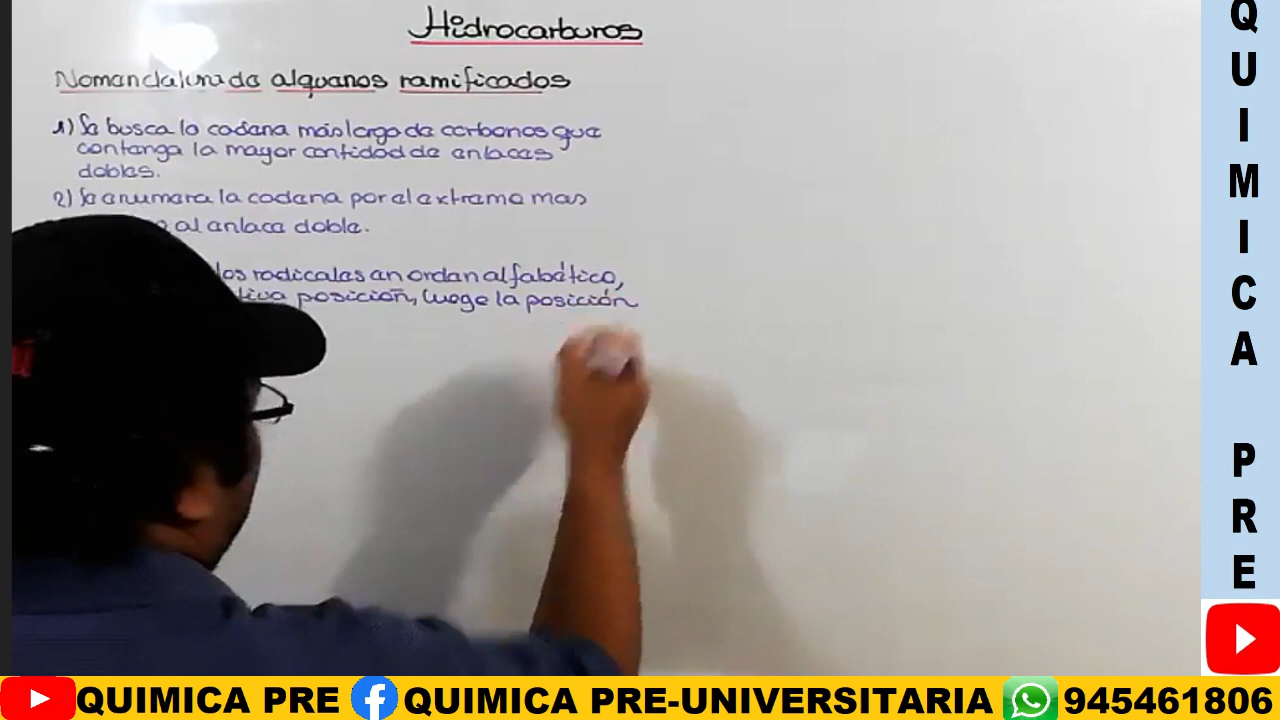 Hidrocarburos
Nomenclatura de alquenos ramificados
1) Se busca la cadena más larga de carbonos que
contenga la mayor cantidad de enlaces
dobles.
2) Se enumera la cadena por el extremo mas
al enlace doble.
los radicales en orden alfabético,
posición, luego la posición
QUIMICA PRE
QUIMICA PRE
QUIMICA PRE-UNIVERSITARIA
945461806